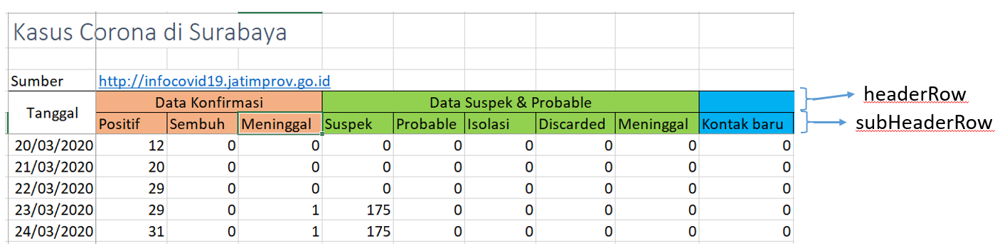 Kasus Corona di Surabaya
Sumber http://infocovid19.jatimprov.go.id
Tanggal Data Konfirmasi Data Suspek & Probable headerRow
Positif Sembuh Meninggal Suspek Probable Isolasi Discarded Meninggal Kontak baru subHeaderRow
20/03/2020 12 0 0 0 0 0 0 0 0
21/03/2020 20 0 0 0 0 0 0 0 0
22/03/2020 29 0 0 0 0 0 0 0 0
23/03/2020 29 0 1 175 0 0 0 0 0
24/03/2020 31 0 1 175 0 0 0 0 0